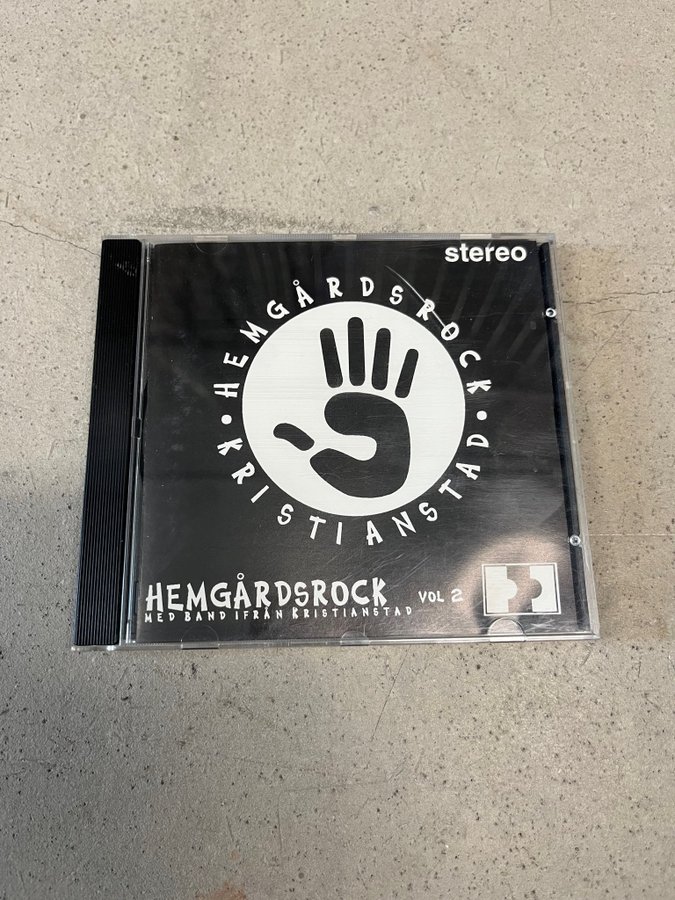 stereo
HEMGÅRDSROCK
• KRISTIANSTAD •
HEMGÅRDSROCK VOL 2
MED BAND IFRÅN KRISTIANSTAD